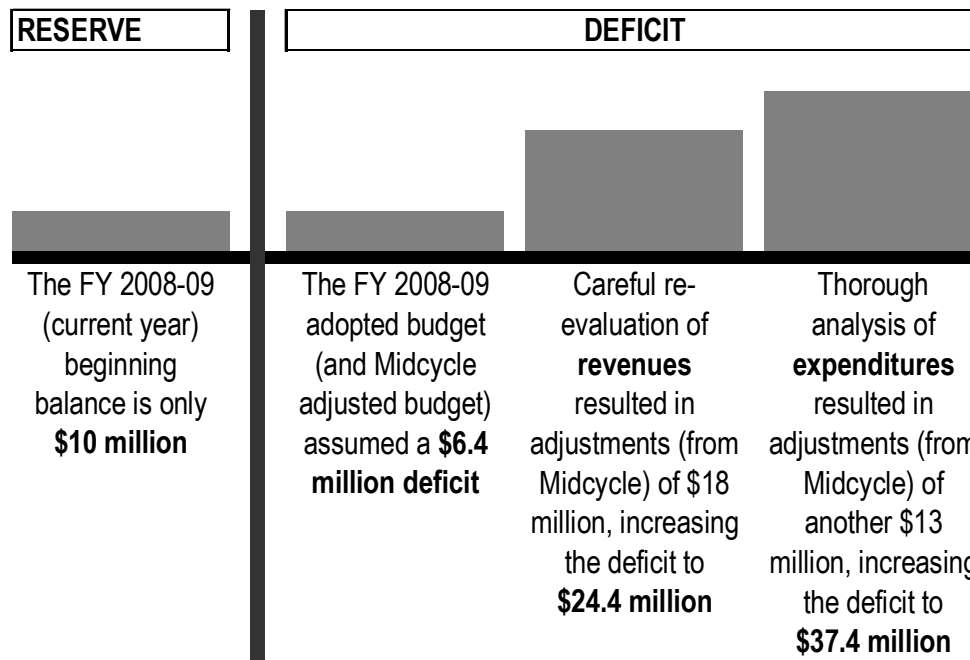 RESERVE
DEFICIT
The FY 2008-09
(current year)
beginning
balance is only
$10 million
The FY 2008-09
adopted budget
(and Midcycle
adjusted budget)
assumed a $6.4
million deficit
Careful re-
evaluation of
revenues
resulted in
adjustments (from
Midcycle) of $18
million, increasing
the deficit to
$24.4 million
Thorough
analysis of
expenditures
resulted in
adjustments (from
Midcycle) of
another $13
million, increasing
the deficit to
$37.4 million